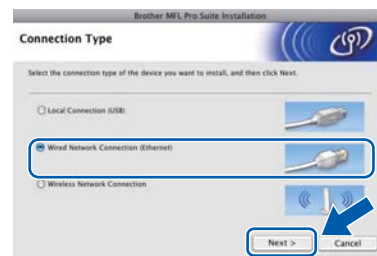 Brother MFL Pro Suite Installation
Connection Type
Select the connection type of the device you want to install, and then click Next.
Local Connection (USB)
Wired Network Connection (Ethernet)
Wireless Network Connection
Next >
Cancel